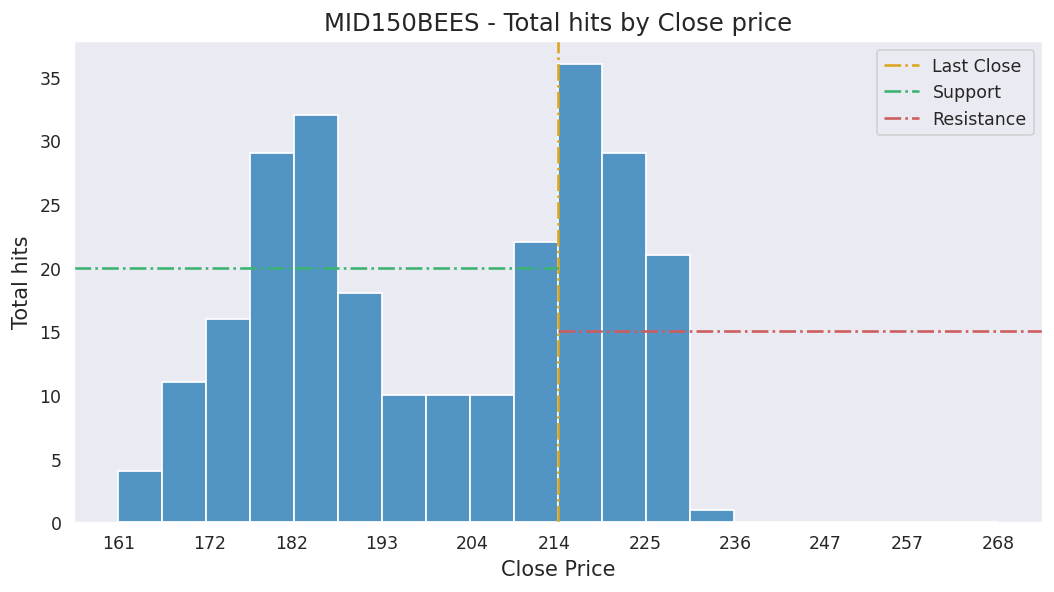 MID150BEES - Total hits by Close price
Last Close
Support
Resistance
Total hits
35
30
25
20
15
10
5
0
161 172 182 193 204 214 225 236 247 257 268
Close Price